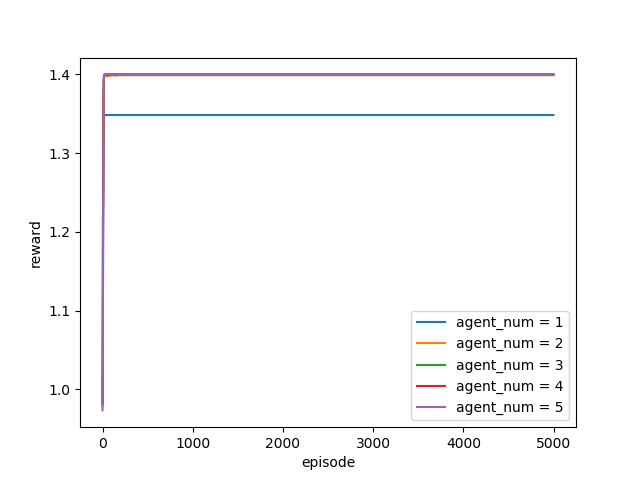 1.4
1.3
1.2
1.1
1.0
reward
0
1000
2000
3000
4000
5000
episode
agent_num = 1
agent_num = 2
agent_num = 3
agent_num = 4
agent_num = 5